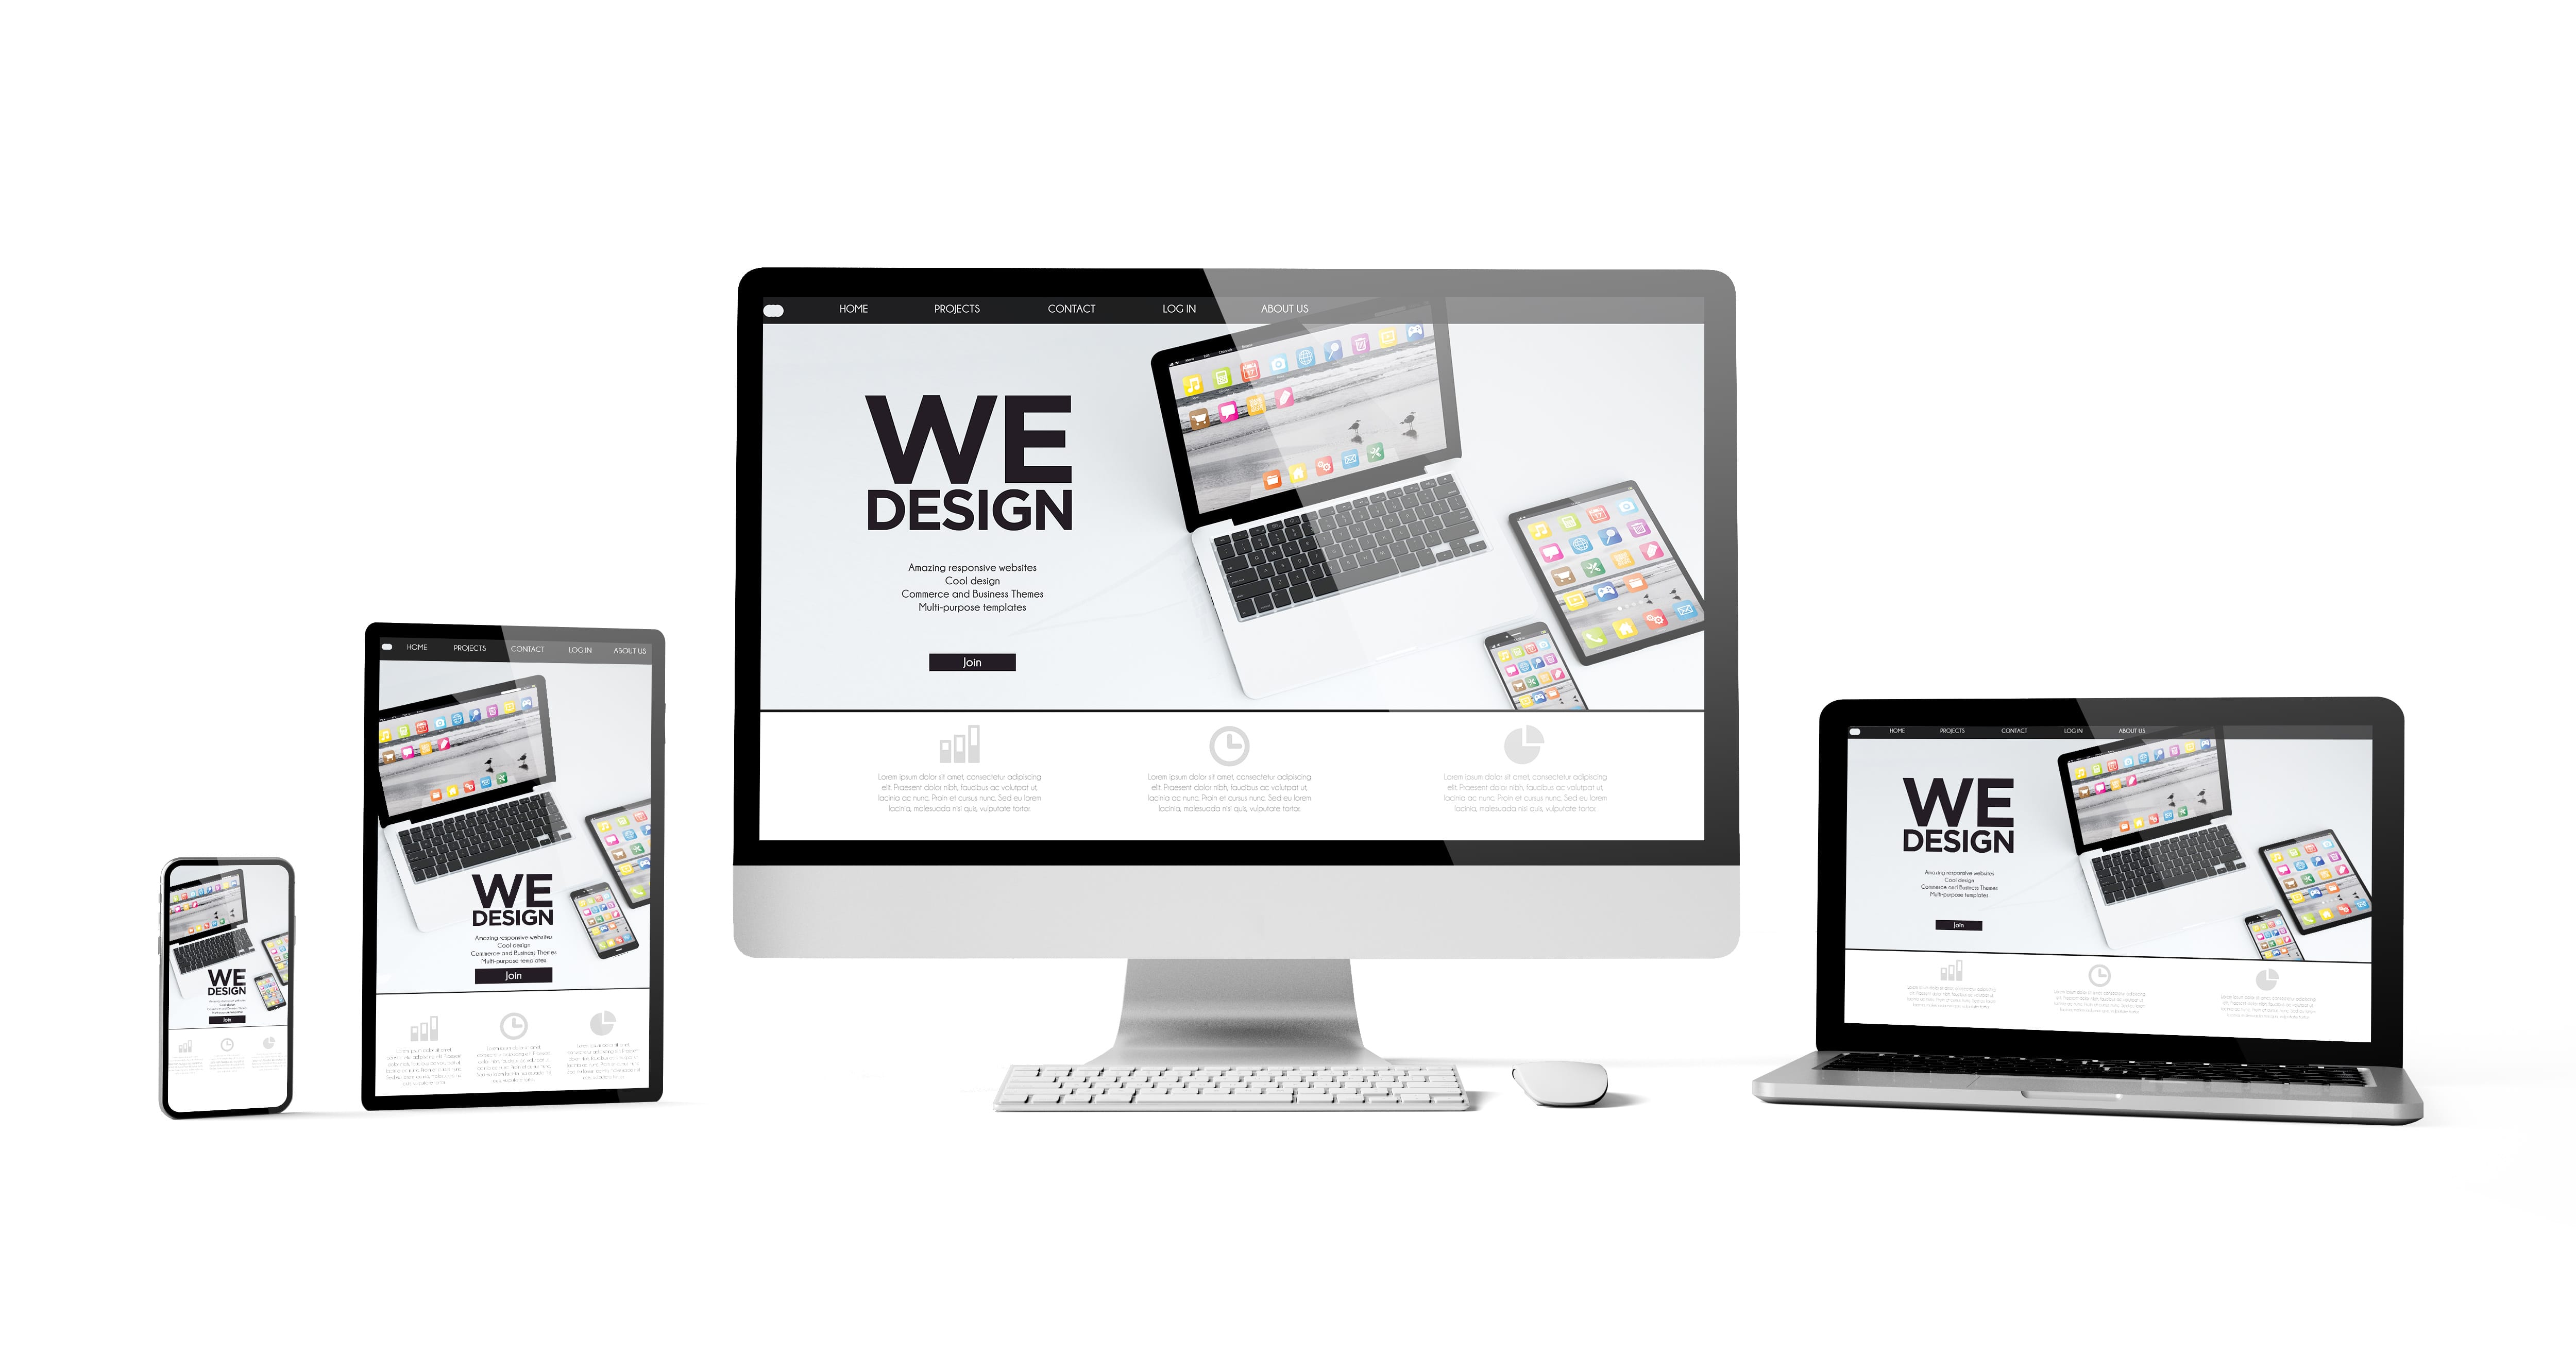 HOME PROJECTS CONTACT LOG IN ABOUT US
WE
DESIGN
Amazing responsive websites
Cool design
Commerce and Business Themes
Multi-purpose templates
Join
Lorem ipsum dolor sit amet, consectetur adipiscing
elit. Praesent dolor nibh, faucibus ac volutpat ut,
lacinia ac nunc. Proin et cursus nunc. Sed eu lorem
lacinia, malesuada nisi quis, vulputate tortor.
Lorem ipsum dolor sit amet, consectetur adipiscing
elit. Praesent dolor nibh, faucibus ac volutpat ut,
lacinia ac nunc. Proin et cursus nunc. Sed eu lorem
lacinia, malesuada nisi quis, vulputate tortor.
Lorem ipsum dolor sit amet, consectetur adipiscing
elit. Praesent dolor nibh, faucibus ac volutpat ut,
lacinia ac nunc. Proin et cursus nunc. Sed eu lorem
lacinia, malesuada nisi quis, vulputate tortor.
HOME PROJECTS CONTACT LOG IN ABOUT US
WE
DESIGN
Amazing responsive websites
Cool design
Commerce and Business Themes
Multi-purpose templates
Join
WE
DESIGN
Join
HOME PROJECTS CONTACT LOG IN ABOUT US
WE
DESIGN
Amazing responsive websites
Cool design
Commerce and Business Themes
Multi-purpose templates
Join